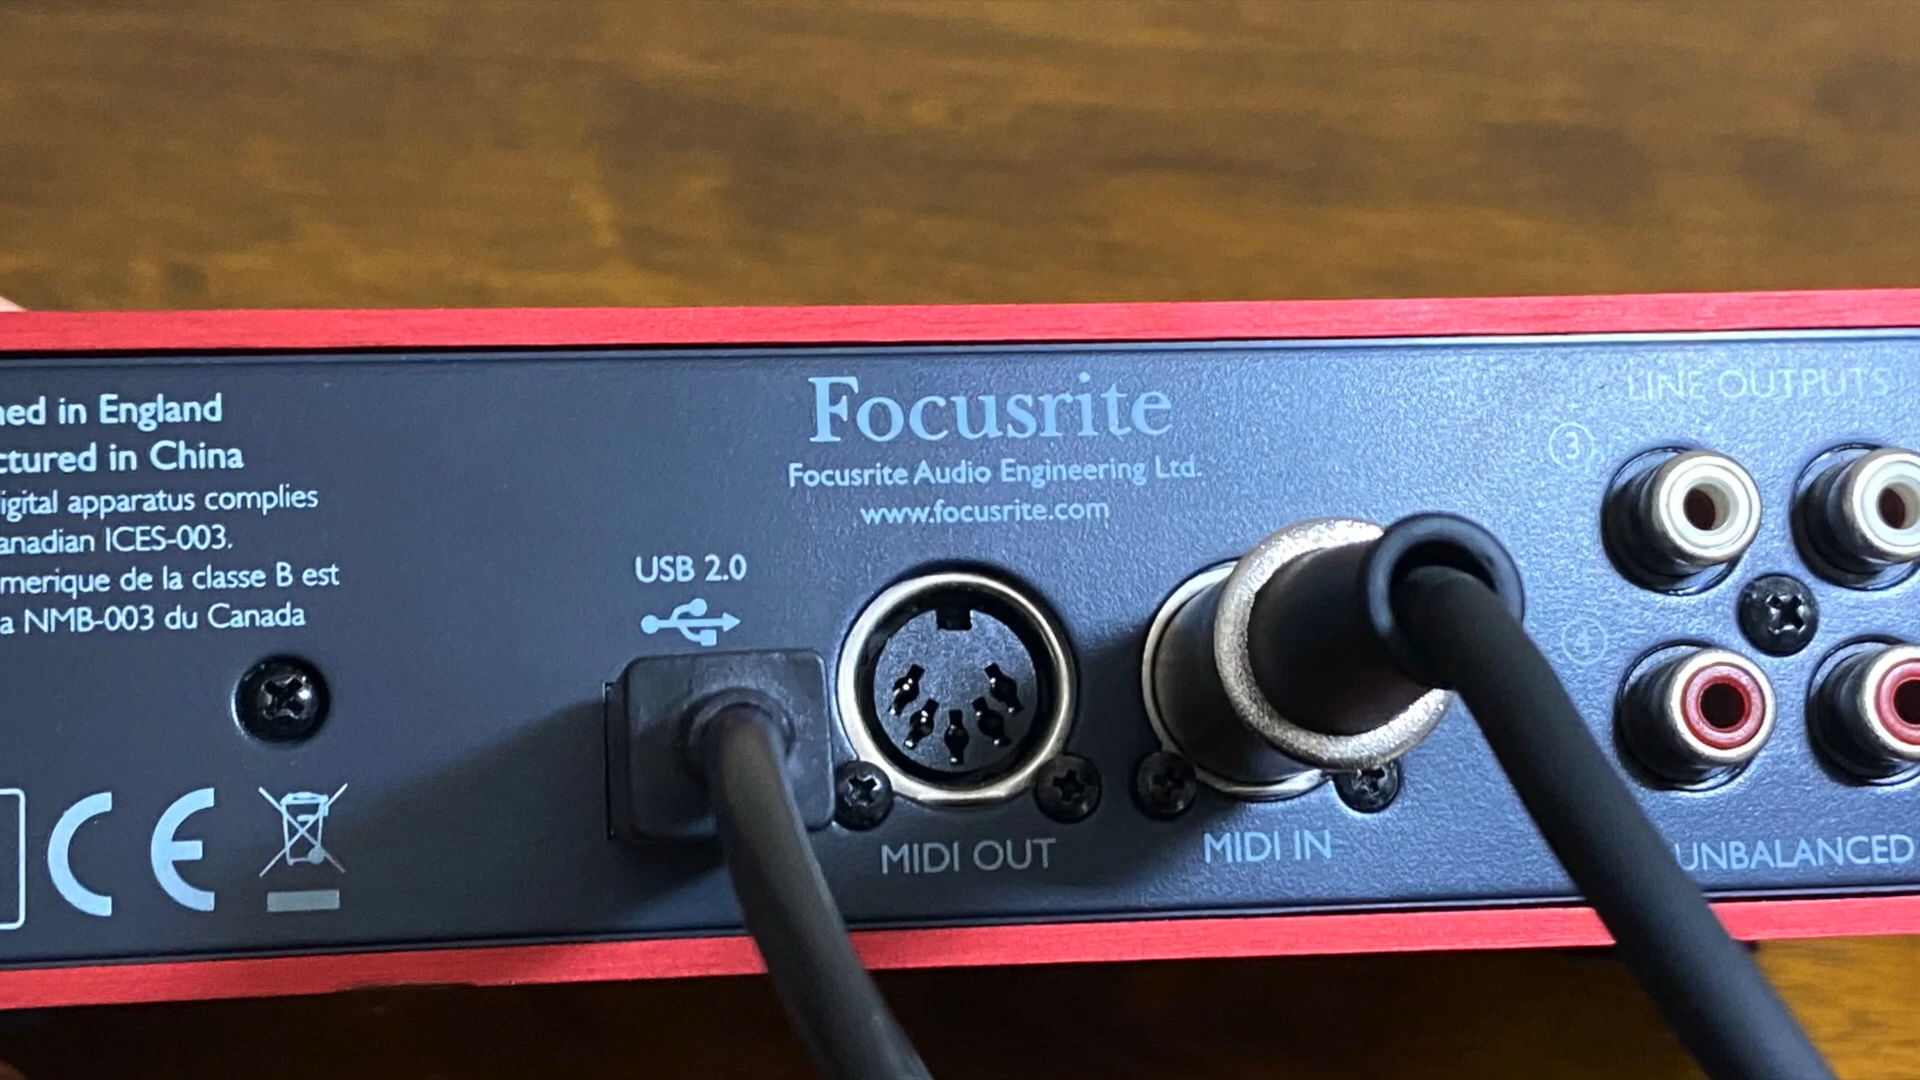 ned in England
ctured in China
igital apparatus complies
anadian ICES-003.
merique de la classe B est
a NMB-003 du Canada
CE
USB 2.0
Focusrite
Focusrite Audio Engineering Ltd.
www.focusrite.com
MIDI OUT
MIDI IN
LINE OUTPUTS
3
4
UNBALANCED